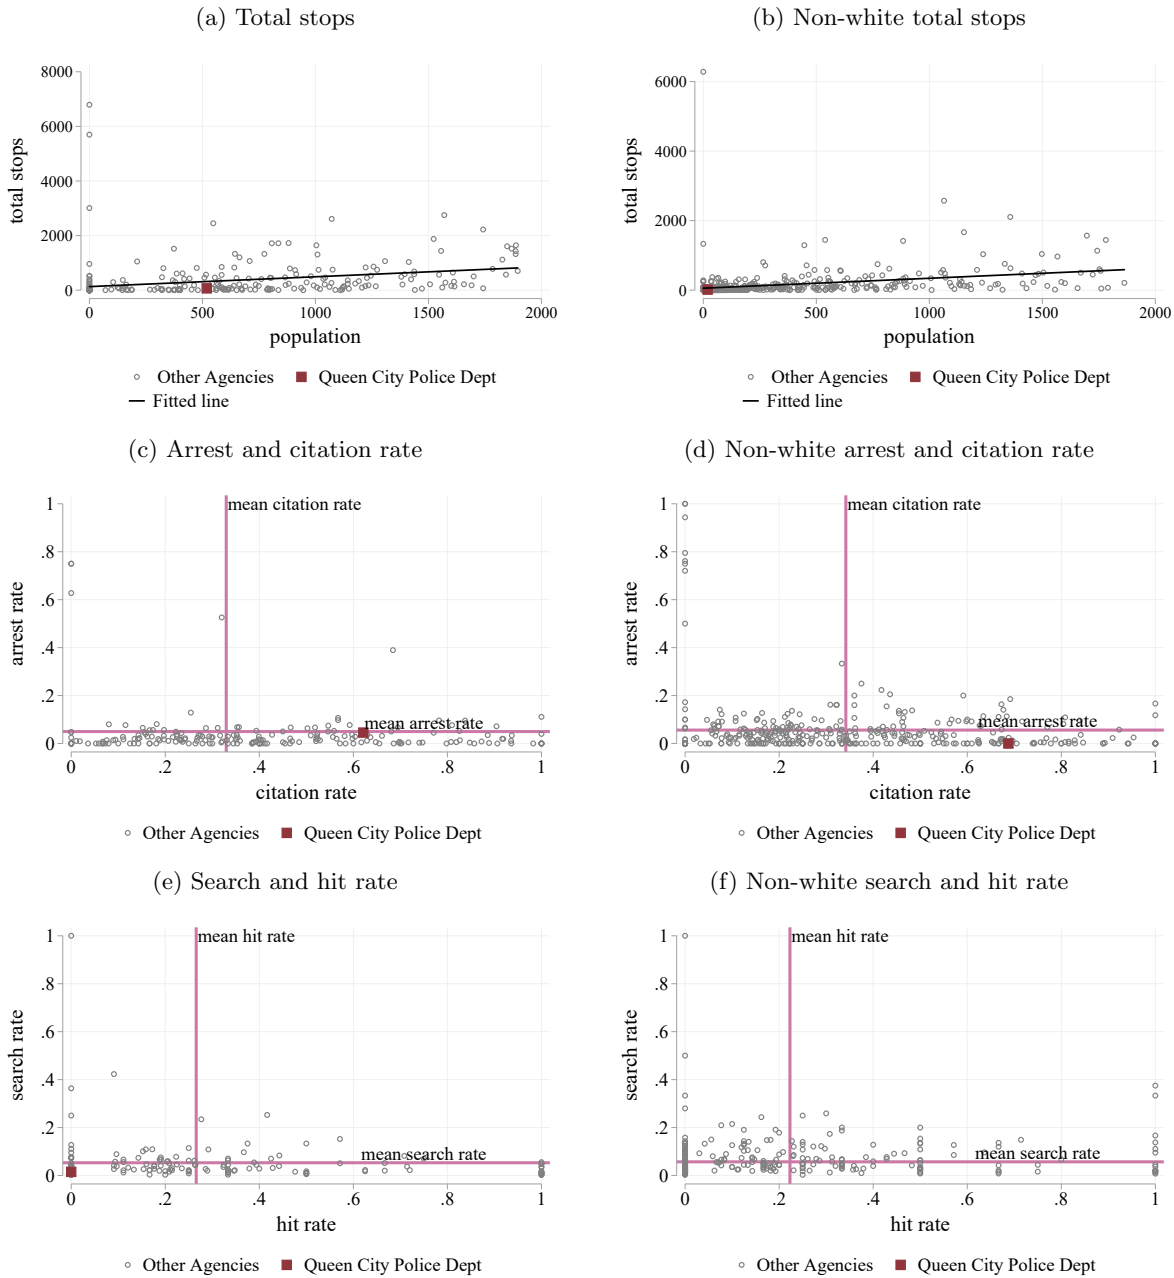 (a) Total stops
8000
6000
4000
2000
0
total stops
0 500 1000 1500 2000
population
Other Agencies Queen City Police Dept
Fitted line
(b) Non-white total stops
6000
4000
2000
0
total stops
0 500 1000 1500 2000
population
Other Agencies Queen City Police Dept
Fitted line
(c) Arrest and citation rate
1
.8
.6
.4
.2
0
arrest rate
mean citation rate
mean arrest rate
0 .2 .4 .6 .8 1
citation rate
Other Agencies Queen City Police Dept
(d) Non-white arrest and citation rate
1
.8
.6
.4
.2
0
arrest rate
mean citation rate
mean arrest rate
0 .2 .4 .6 .8 1
citation rate
Other Agencies Queen City Police Dept
(e) Search and hit rate
1
.8
.6
.4
.2
0
search rate
mean hit rate
mean search rate
0 .2 .4 .6 .8 1
hit rate
Other Agencies Queen City Police Dept
(f) Non-white search and hit rate
1
.8
.6
.4
.2
0
search rate
mean hit rate
mean search rate
0 .2 .4 .6 .8 1
hit rate
Other Agencies Queen City Police Dept